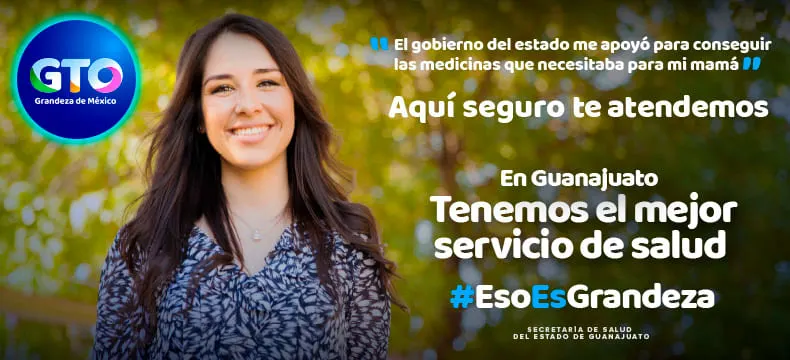 GTO
Grandeza de México
" El gobierno del estado me apoyó para conseguir
las medicinas que necesitaba para mi mamá "
Aquí seguro te atendemos
En Guanajuato
Tenemos el mejor
servicio de salud
#EsoEsGrandeza
SECRETARÍA DE SALUD
DEL ESTADO DE GUANAJUATO